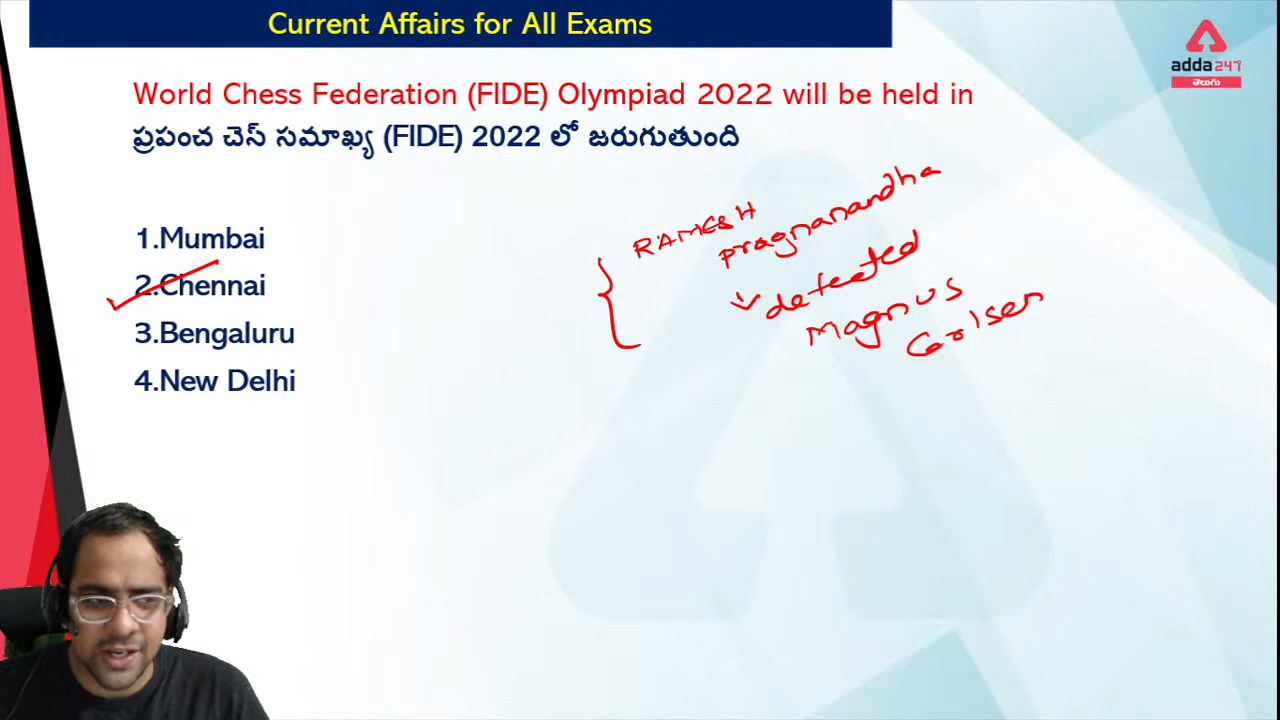 Current Affairs for All Exams
adda247
తెలుగు
World Chess Federation (FIDE) Olympiad 2022 will be held in
ప్రపంచ చెస్ సమాఖ్య (FIDE) 2022 లో జరుగుతుంది
1.Mumbai
2.Chennai
3.Bengaluru
4.New Delhi
RAMESH
pragnanandha
defeated
Magnus
Carlsen